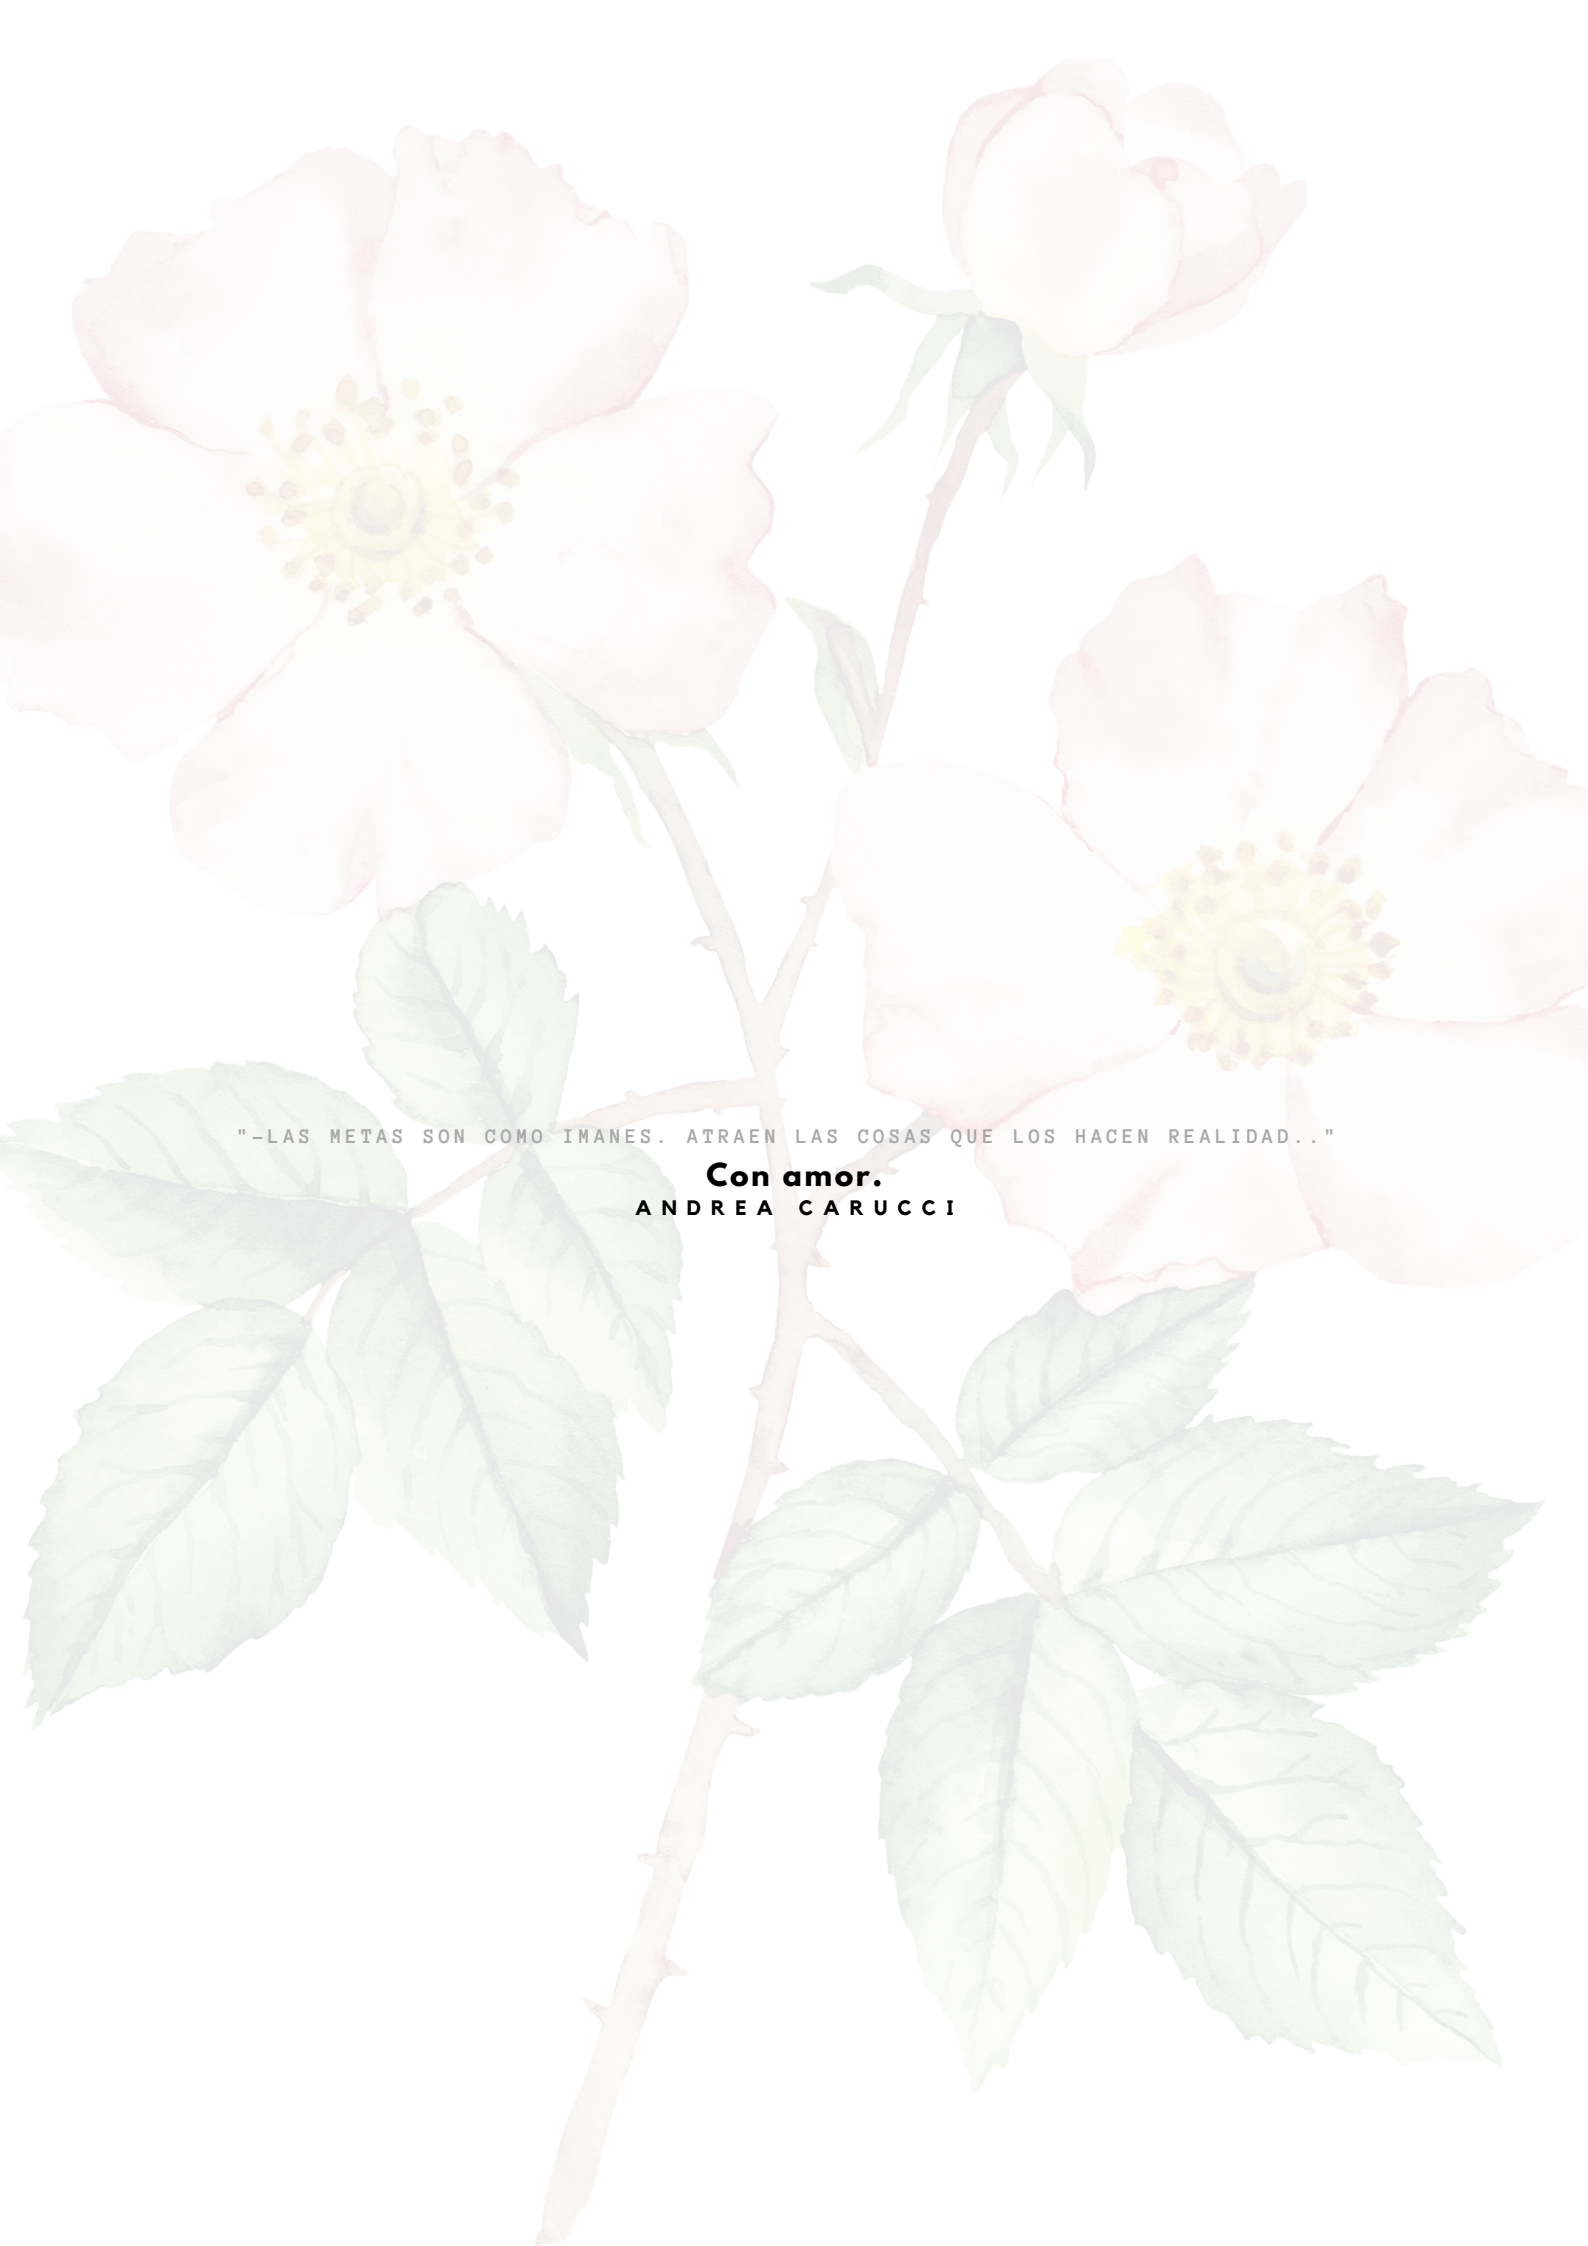 "-LAS METAS SON COMO IMANES. ATRAEN LAS COSAS QUE LOS HACEN REALIDAD.."
Con amor.
ANDREA CARUCCI